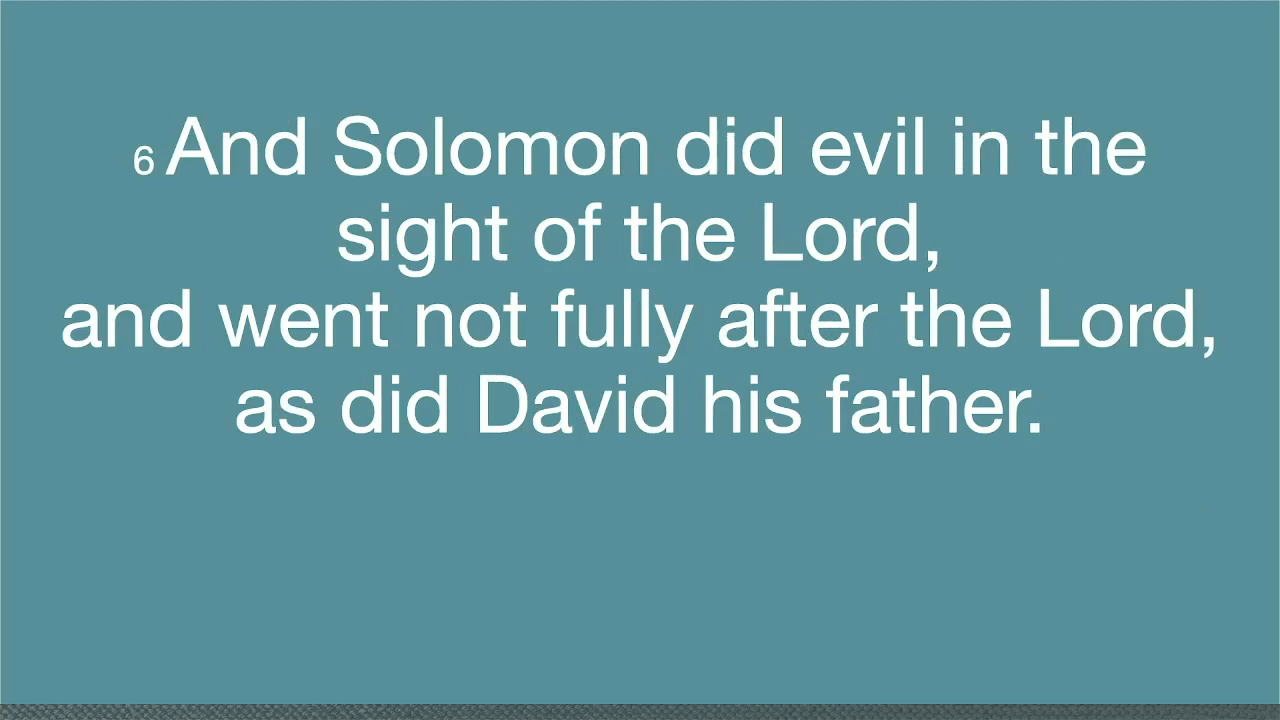 6 And Solomon did evil in the
sight of the Lord,
and went not fully after the Lord,
as did David his father.